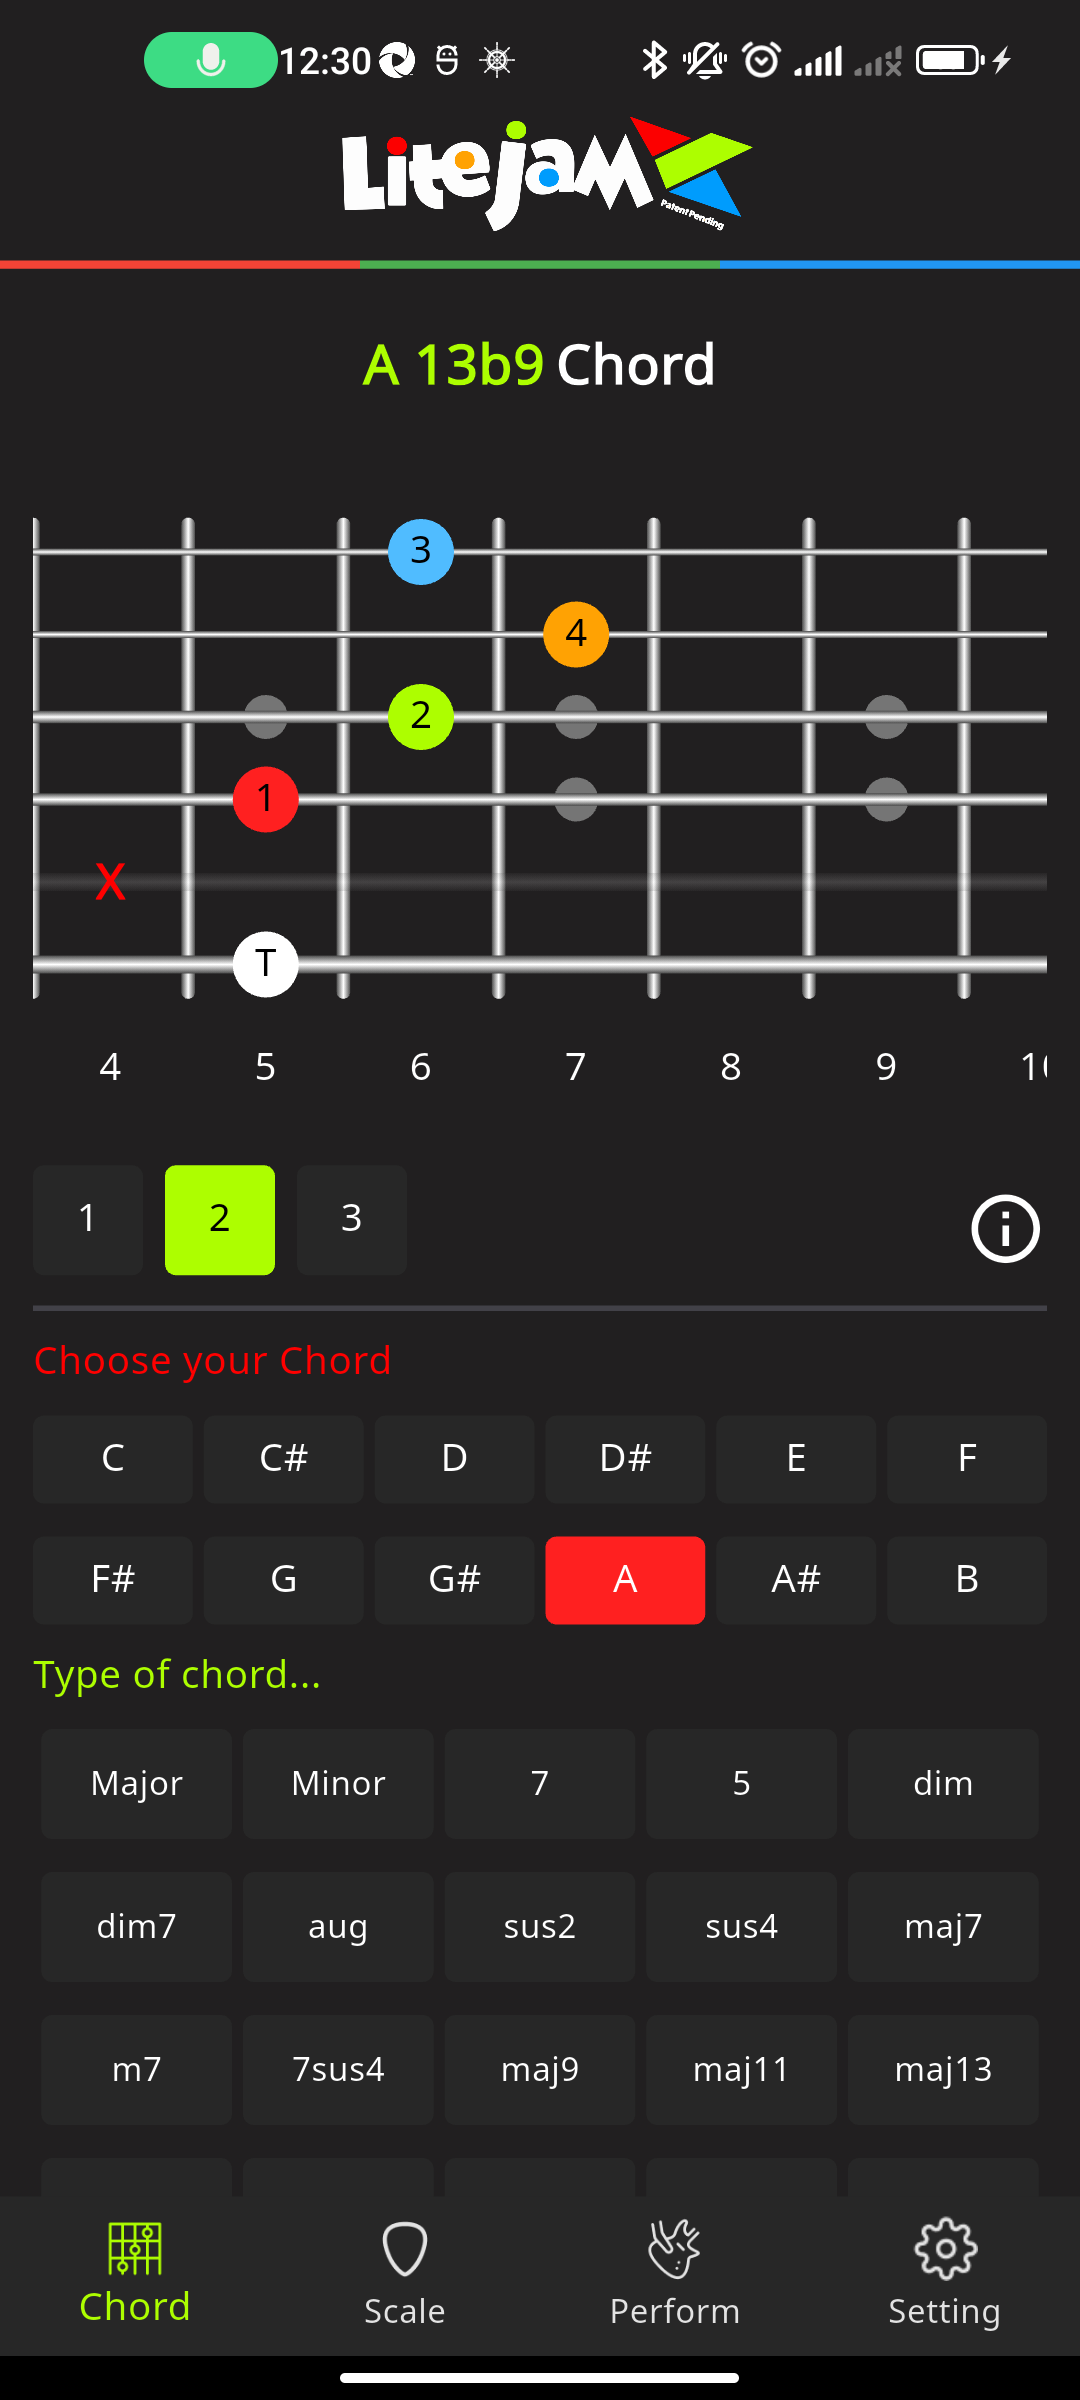 12:30
Litejam
Patent Pending
A 13b9 Chord
3
4
2
1
X
T
4 5 6 7 8 9 10
1 2 3
Choose your Chord
C C# D D# E F
F# G G# A A# B
Type of chord...
Major Minor 7 5 dim
dim7 aug sus2 sus4 maj7
m7 7sus4 maj9 maj11 maj13
Chord Scale Perform Setting